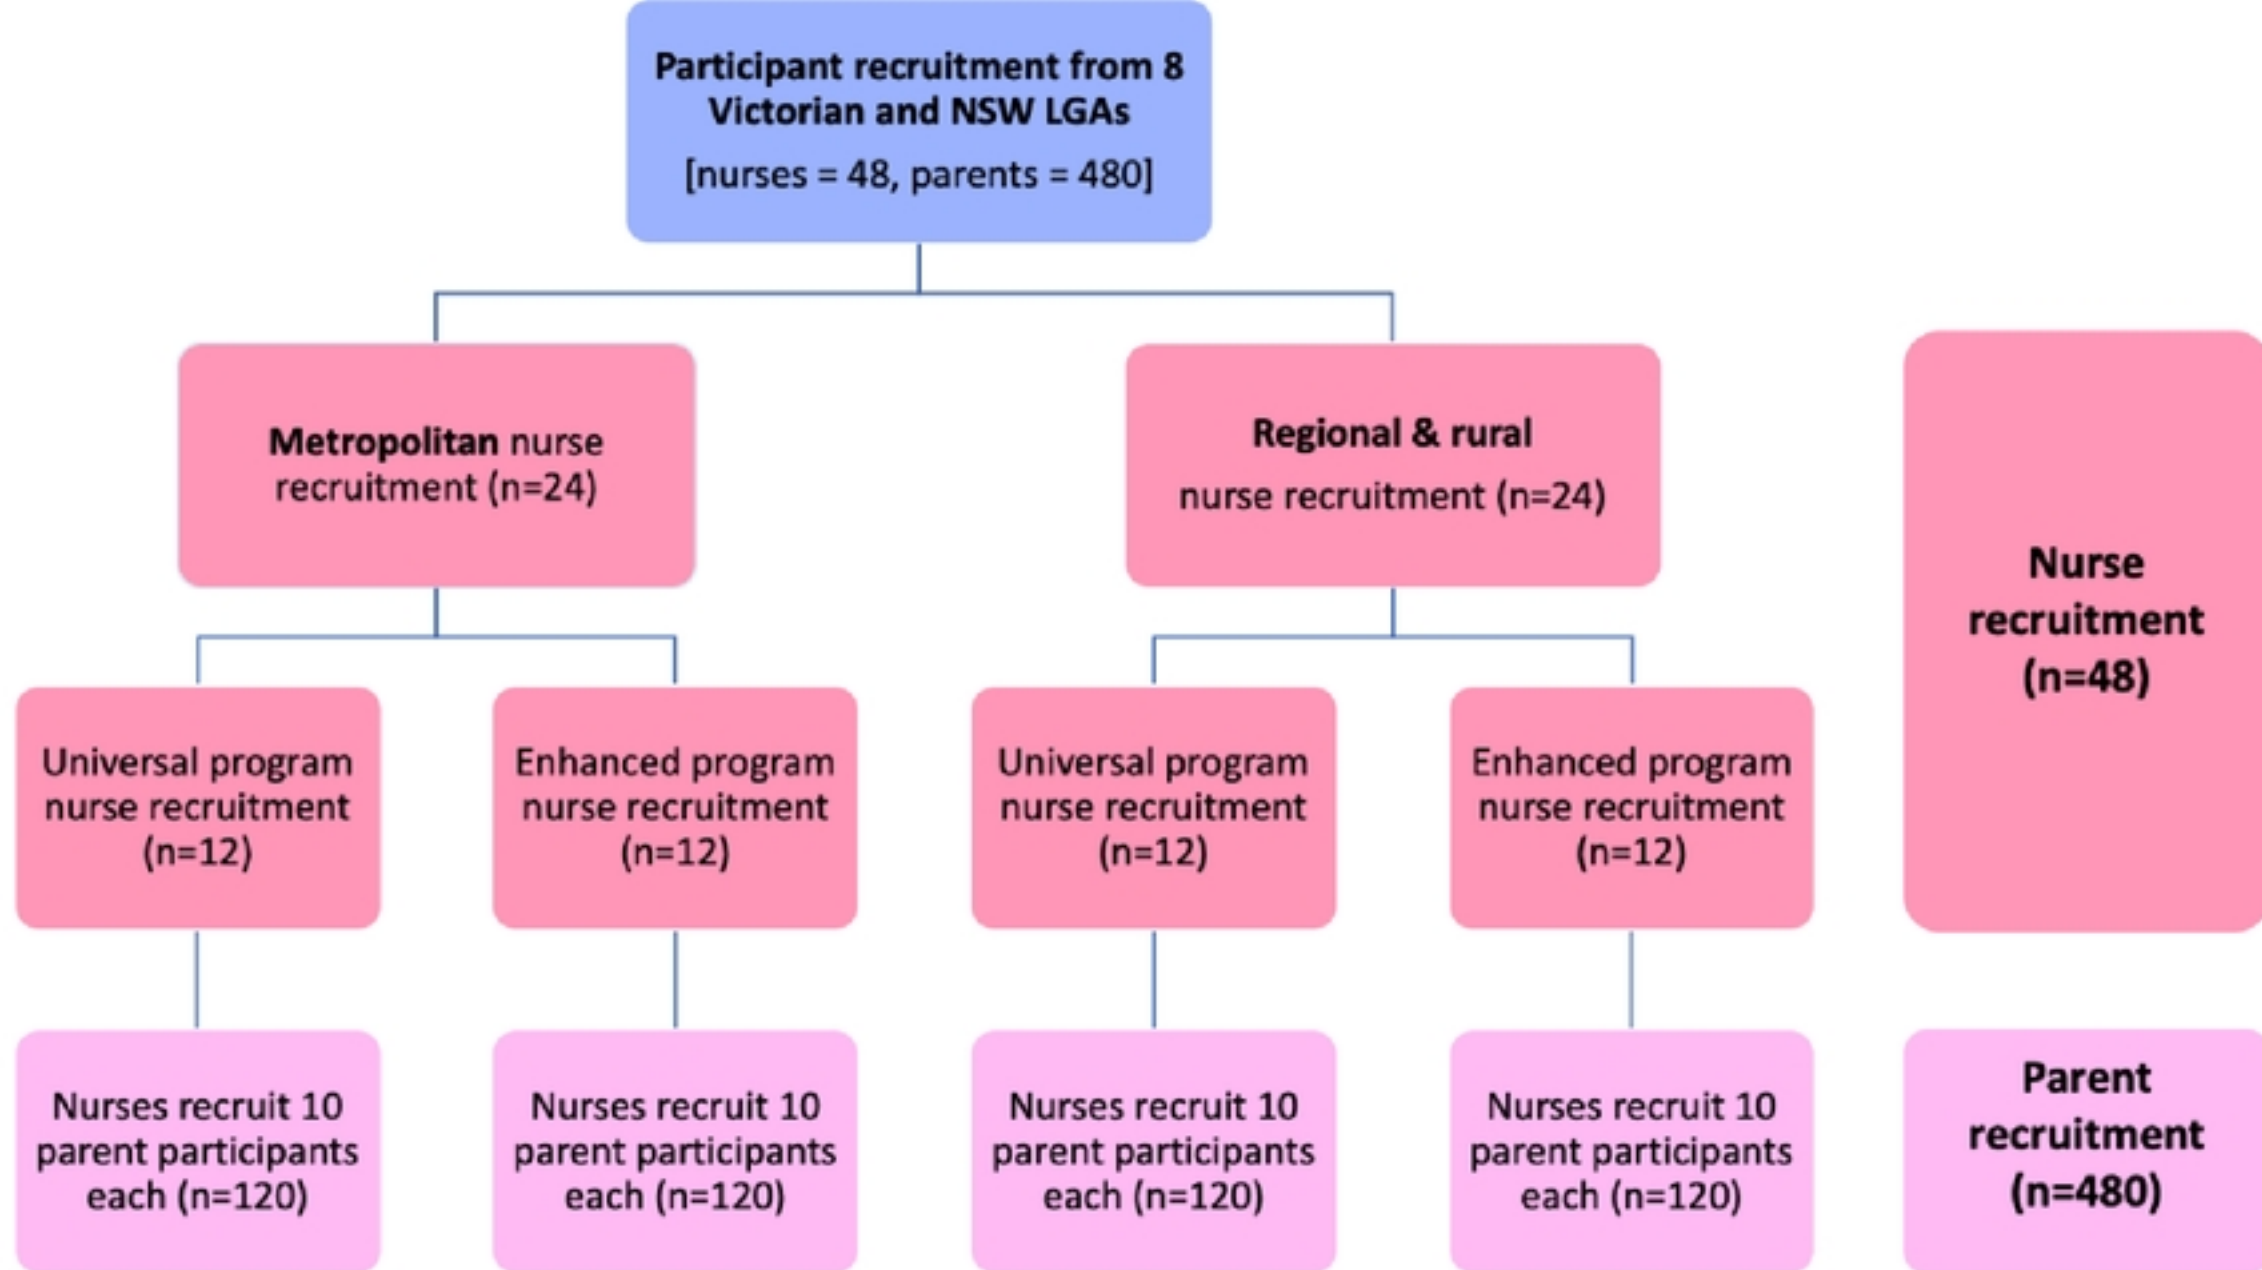 Participant recruitment from 8
Victorian and NSW LGAs
[nurses = 48, parents = 480]
Metropolitan nurse
recruitment (n=24)
Regional & rural
nurse recruitment (n=24)
Nurse
recruitment
(n=48)
Universal program
nurse recruitment
(n=12)
Enhanced program
nurse recruitment
(n=12)
Universal program
nurse recruitment
(n=12)
Enhanced program
nurse recruitment
(n=12)
Nurses recruit 10
parent participants
each (n=120)
Nurses recruit 10
parent participants
each (n=120)
Nurses recruit 10
parent participants
each (n=120)
Nurses recruit 10
parent participants
each (n=120)
Parent
recruitment
(n=480)